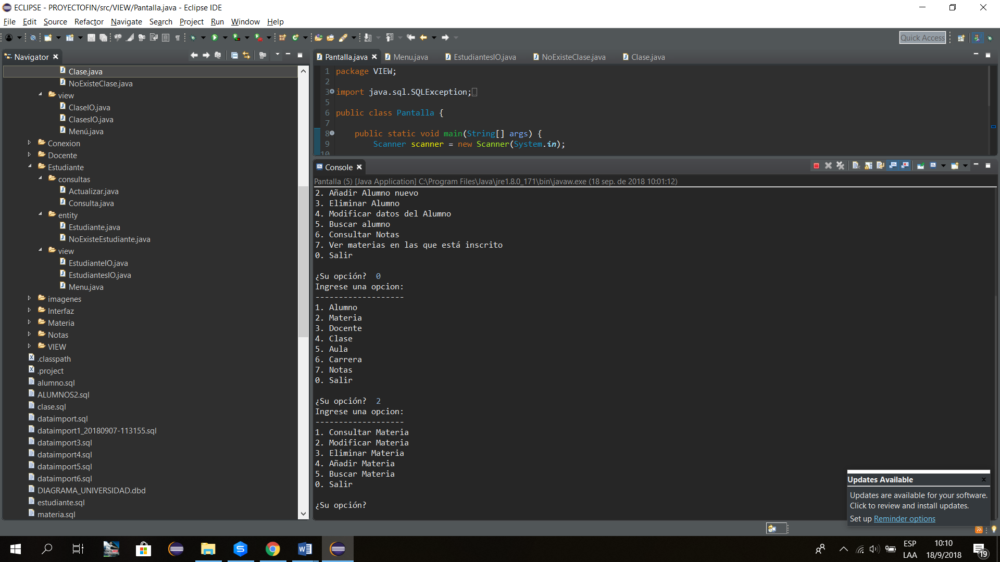 ECLIPSE - PROYECTOFIN/src/VIEW/Pantalla.java - Eclipse IDE
File Edit Source Refactor Navigate Search Project Run Window Help
Quick Access
Navigator
Clase.java
NoExisteClase.java
view
ClaseIO.java
ClasesIO.java
Menú.java
Conexion
Docente
Estudiante
consultas
Actualizar.java
Consulta.java
entity
Estudiante.java
NoExisteEstudiante.java
view
EstudianteIO.java
EstudiantesIO.java
Menu.java
imagenes
Interfaz
Materia
Notas
VIEW
.classpath
.project
alumno.sql
ALUMNOS2.sql
clase.sql
dataimport.sql
dataimport1_20180907-113155.sql
dataimport3.sql
dataimport4.sql
dataimport5.sql
dataimport6.sql
DIAGRAMA_UNIVERSIDAD.dbd
estudiante.sql
materia.sql
Pantalla.java Menu.java EstudiantesIO.java NoExisteClase.java Clase.java
1 package VIEW;
2
3 import java.sql.SQLException;
5
6 public class Pantalla {
7
8 public static void main(String[] args) {
9 Scanner scanner = new Scanner(System.in);
10
Console
Pantalla (5) [Java Application] C:\Program Files\Java\jre1.8.0_171\bin\javaw.exe (18 sep. de 2018 10:01:12)
2. Añadir Alumno nuevo
3. Eliminar Alumno
4. Modificar datos del Alumno
5. Buscar alumno
6. Consultar Notas
7. Ver materias en las que está inscrito
0. Salir
¿Su opción? 0
Ingrese una opcion:
-------------------
1. Alumno
2. Materia
3. Docente
4. Clase
5. Aula
6. Carrera
7. Notas
0. Salir
¿Su opción? 2
Ingrese una opcion:
-------------------
1. Consultar Materia
2. Modificar Materia
3. Eliminar Materia
4. Añadir Materia
5. Buscar Materia
0. Salir
¿Su opción?
Updates Available
Updates are available for your software.
Click to review and install updates.
Set up Reminder options
ESP
LAA
10:10
18/9/2018
19